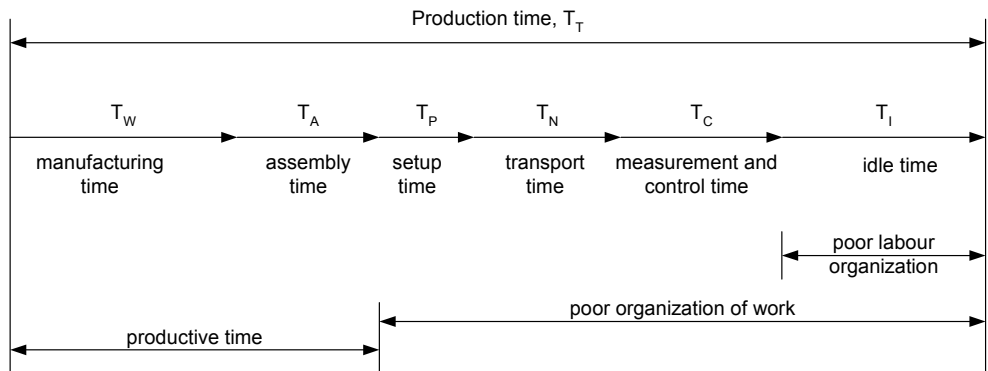 Production time, T_T
T_W T_A T_P T_N T_C T_I
manufacturing assembly setup transport measurement and idle time
time time time time control time
poor labour
organization
poor organization of work
productive time